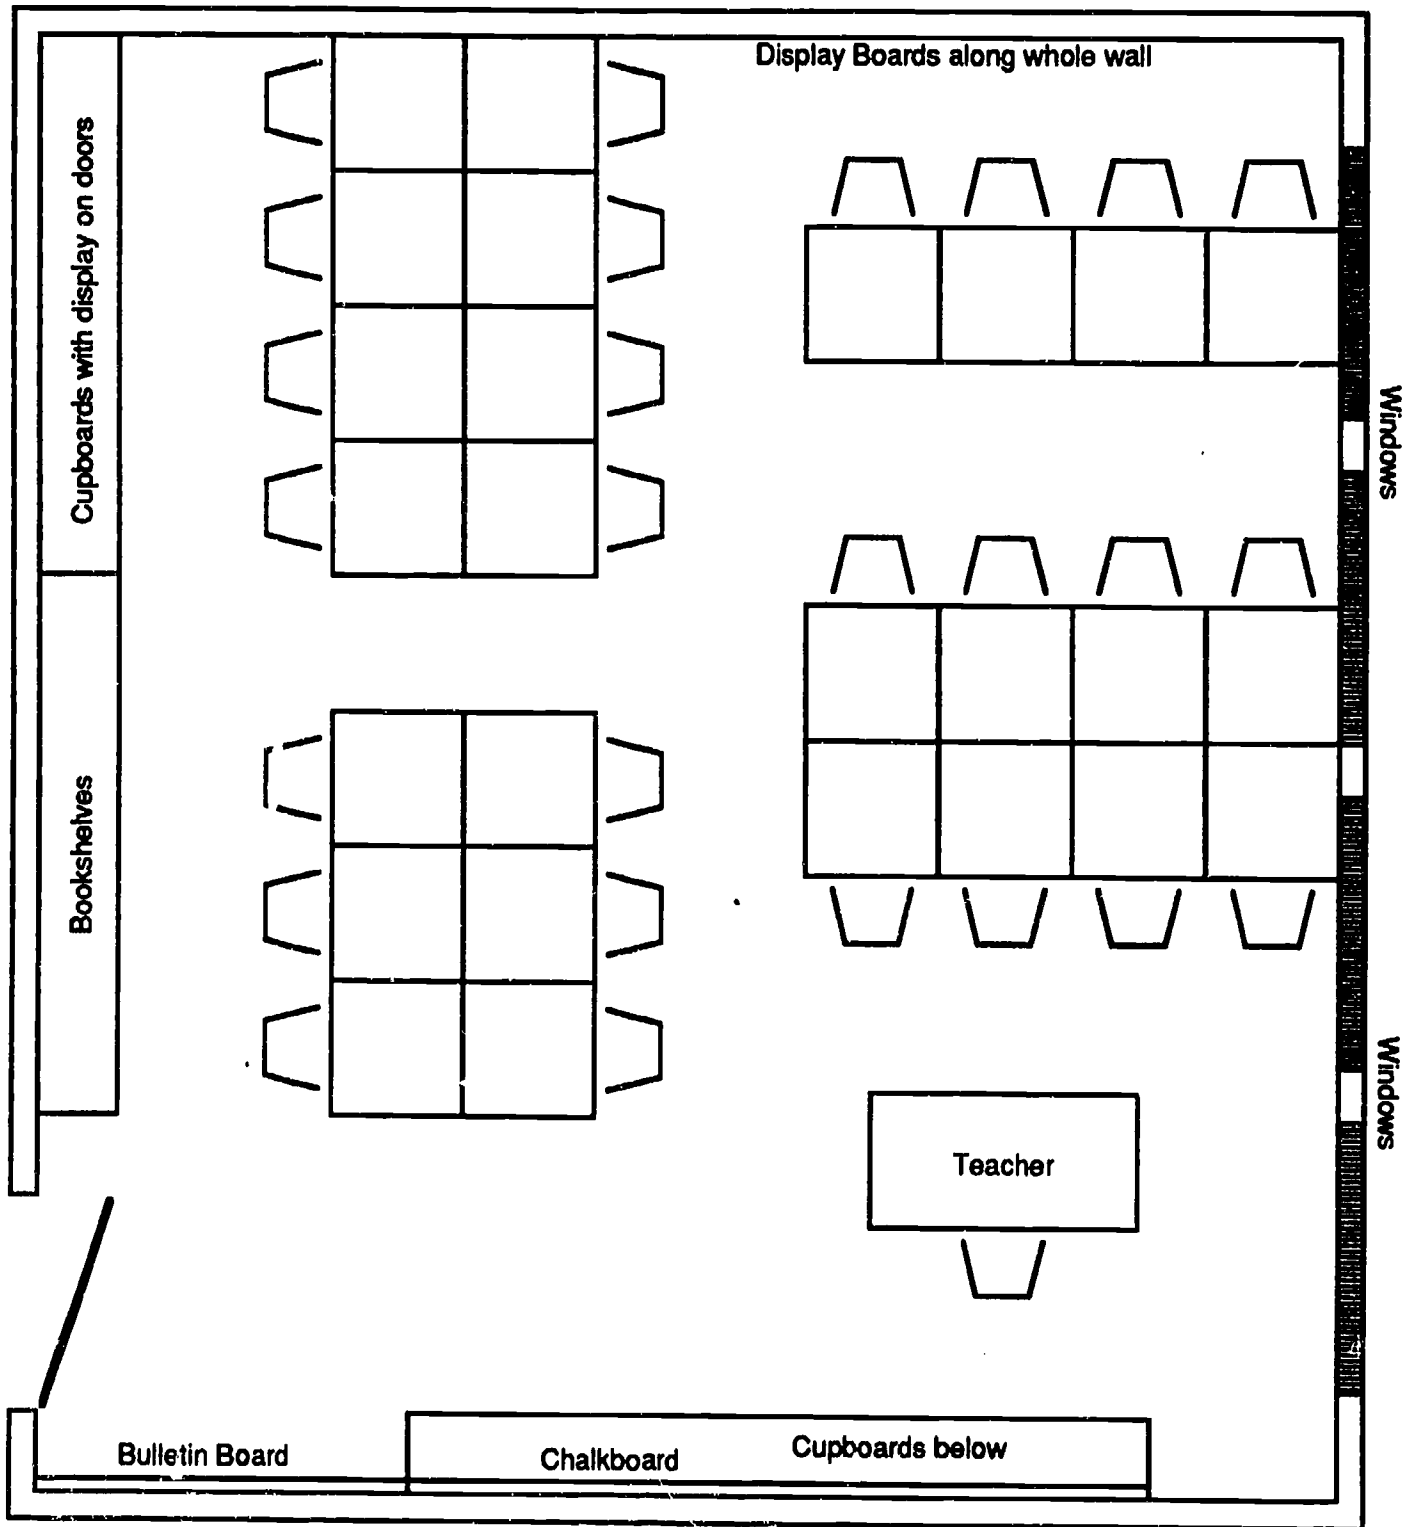 Display Boards along whole wall
Cupboards with display on doors
Windows
Bookshelves
Windows
Teacher
Bulletin Board
Chalkboard
Cupboards below